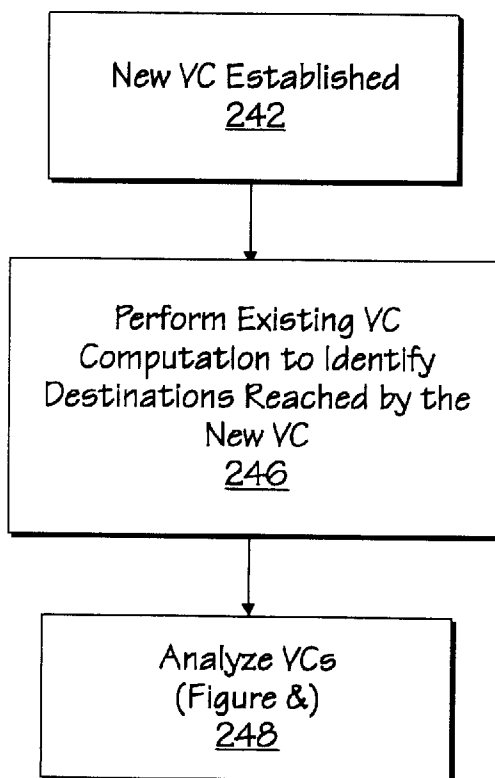 New VC Established
242
Perform Existing VC
Computation to Identify
Destinations Reached by the
New VC
246
Analyze VCs
(Figure &)
248